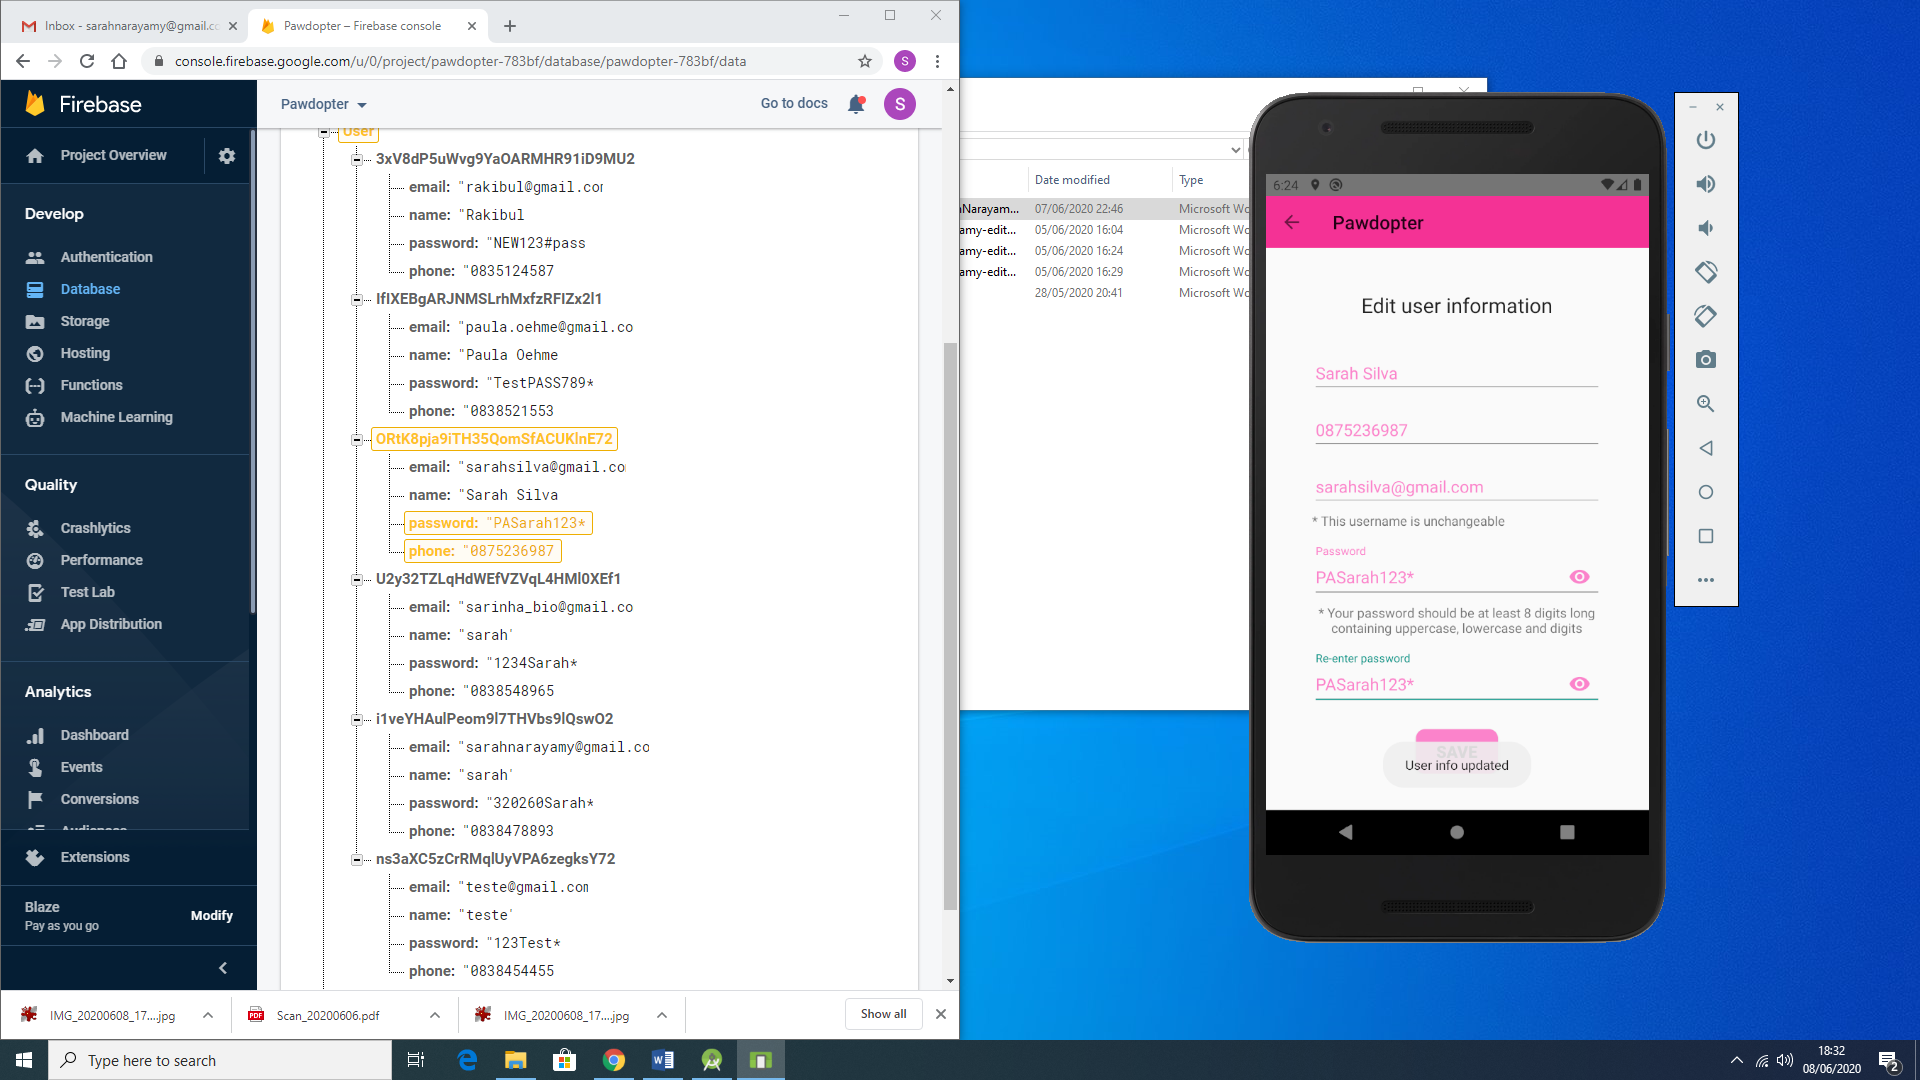 Inbox - sarahnarayamy@gmail.co
Pawdopter – Firebase console
console.firebase.google.com/u/0/project/pawdopter-783bf/database/pawdopter-783bf/data
S
Firebase
Project Overview
Develop
Authentication
Database
Storage
Hosting
Functions
Machine Learning
Quality
Crashlytics
Performance
Test Lab
App Distribution
Analytics
Dashboard
Events
Conversions
Audiences
Extensions
Blaze
Pay as you go
Modify
Pawdopter
Go to docs
S
User
3xV8dP5uWvg9YaOARMHR91iD9MU2
email: "rakibul@gmail.con
name: "Rakibul
password: "NEW123#pass
phone: "0835124587
IfIXEBgARJNMSLrhMxfzRFIZx2l1
email: "paula.oehme@gmail.co
name: "Paula Oehme
password: "TestPASS789*
phone: "0838521553
ORtK8pja9iTH35QomSfACUKlnE72
email: "sarahsilva@gmail.co
name: "Sarah Silva
password: "PASarah123*
phone: "0875236987
U2y32TZLqHdWEfVZVqL4HMl0XEf1
email: "sarinha_bio@gmail.co
name: "sarah'
password: "1234Sarah*
phone: "0838548965
i1veYHAulPeom9l7THVbs9lQswO2
email: "sarahnarayamy@gmail.co
name: "sarah'
password: "320260Sarah*
phone: "0838478893
ns3aXC5zCrRMqlUyVPA6zegksY72
email: "teste@gmail.com
name: "teste'
password: "123Test*
phone: "0838454455
Date modified Type
aNarayam... 07/06/2020 22:46 Microsoft Wo
amy-edit... 05/06/2020 16:04 Microsoft Wo
amy-edit... 05/06/2020 16:24 Microsoft Wo
amy-edit... 05/06/2020 16:29 Microsoft Wo
28/05/2020 20:41 Microsoft Wo
6:24
Pawdopter
Edit user information
Sarah Silva
0875236987
sarahsilva@gmail.com
* This username is unchangeable
Password
PASarah123*
* Your password should be at least 8 digits long
containing uppercase, lowercase and digits
Re-enter password
PASarah123*
SAVE
User info updated
IMG_20200608_17....jpg
PDF
Scan_20200606.pdf
IMG_20200608_17....jpg
Show all
Type here to search
18:32
08/06/2020
2